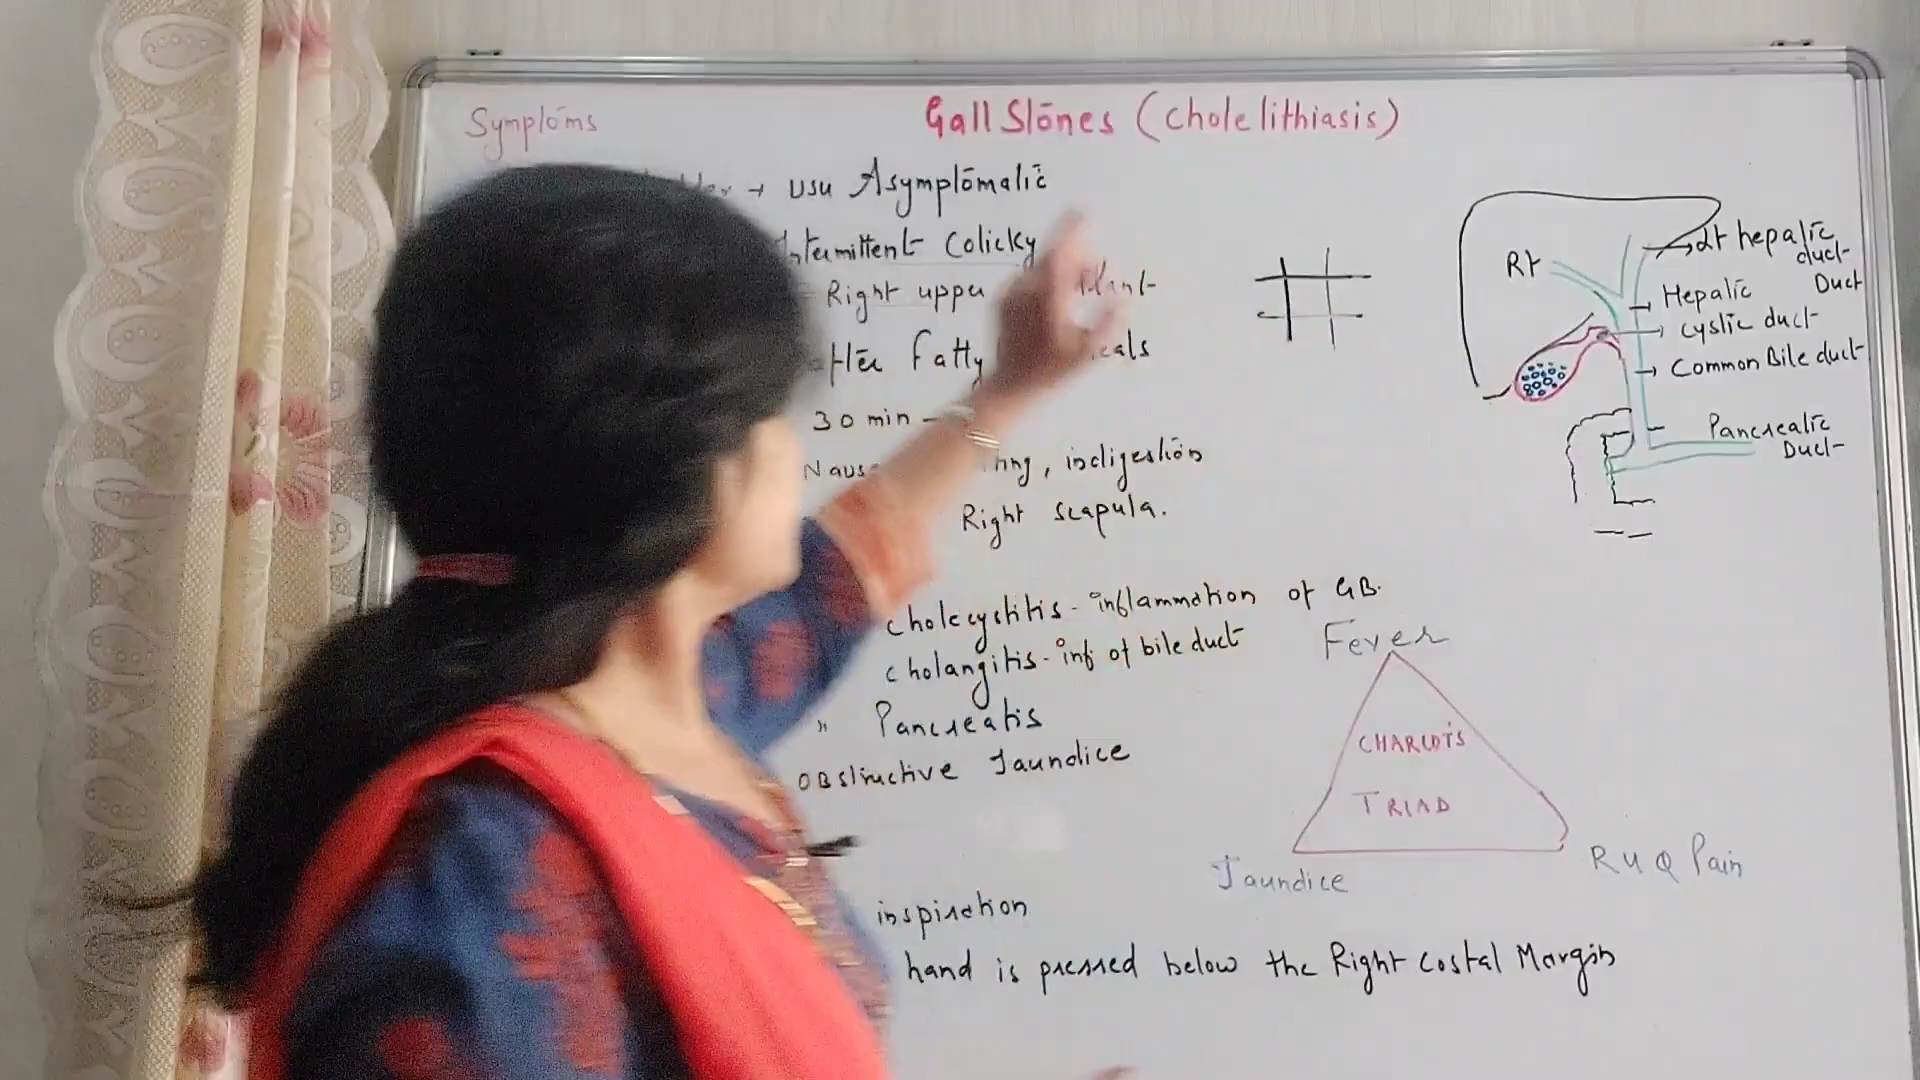 Symptoms
Gall Stones (Cholelithiasis)
→ usu Asymptomatic
Intermittent Colicky
Right upper
after Fatty
30 min -
indigestion
Right scapula.
cholecystitis - inflammation of GB.
cholangitis - inf of bile duct
" Pancreatis
OBstructive Jaundice
inspiration
hand is pressed below the Right Costal Margin
Rt
Lt hepatic duct
Duct
Hepatic
cystic duct
Common Bile duct
Pancreatic Duct
Fever
CHARLOTS
TRIAD
Jaundice
RUQ Pain